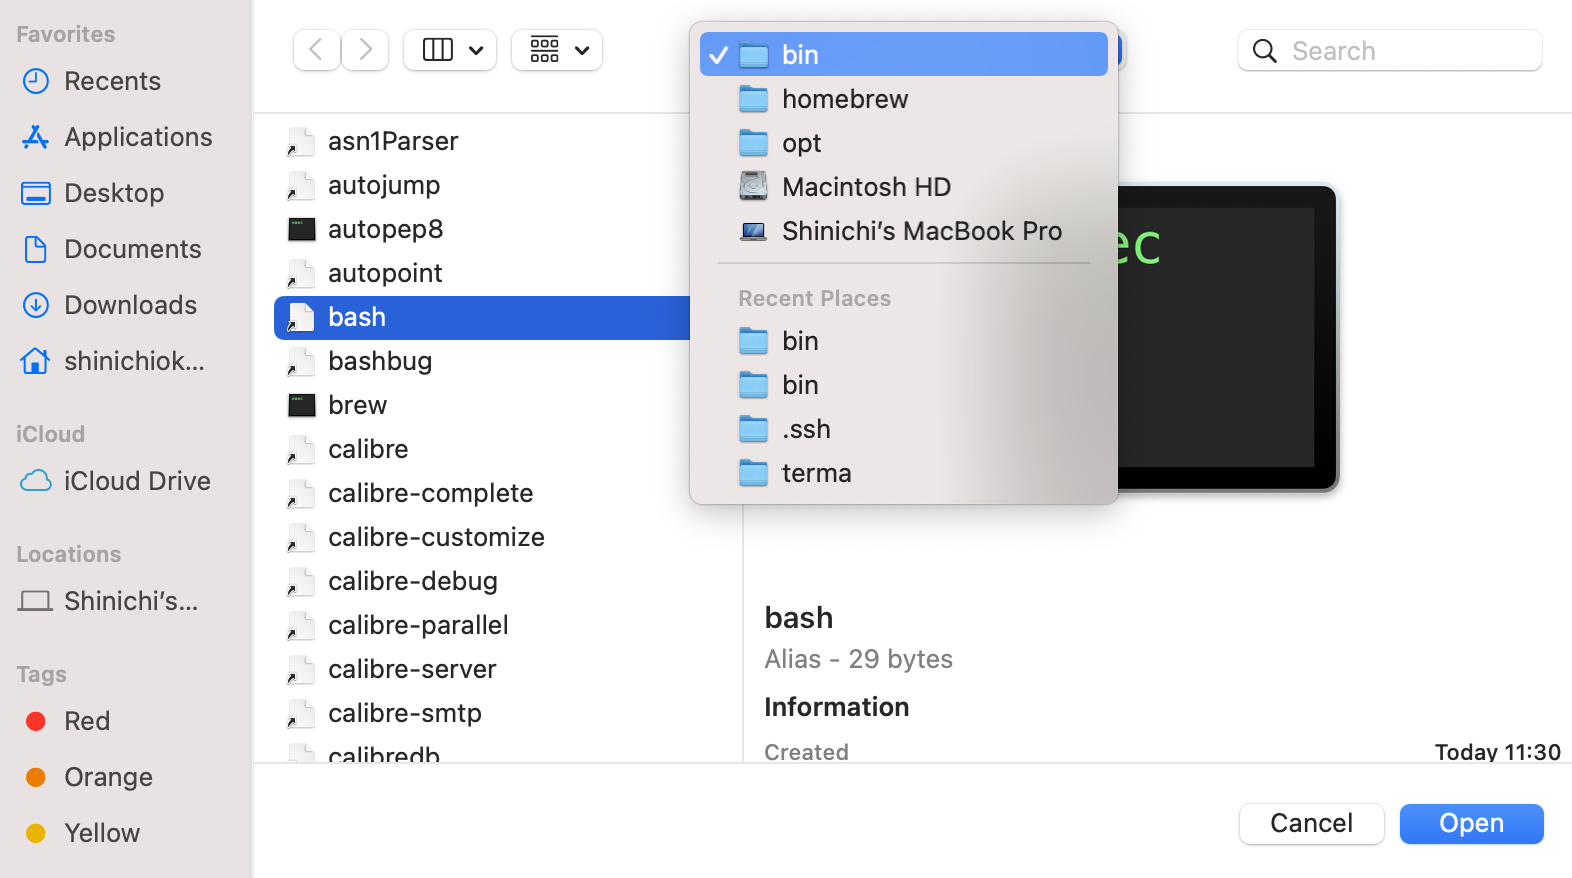 Favorites
Recents
Applications
Desktop
Documents
Downloads
shinichiok...
iCloud
iCloud Drive
Locations
Shinichi’s...
Tags
Red
Orange
Yellow
asn1Parser
autojump
autopep8
autopoint
bash
bashbug
brew
calibre
calibre-complete
calibre-customize
calibre-debug
calibre-parallel
calibre-server
calibre-smtp
calibredb
bin
homebrew
opt
Macintosh HD
Shinichi’s MacBook Pro
Recent Places
bin
bin
.ssh
terma
Search
ec
bash
Alias - 29 bytes
Information
Created Today 11:30
Cancel
Open